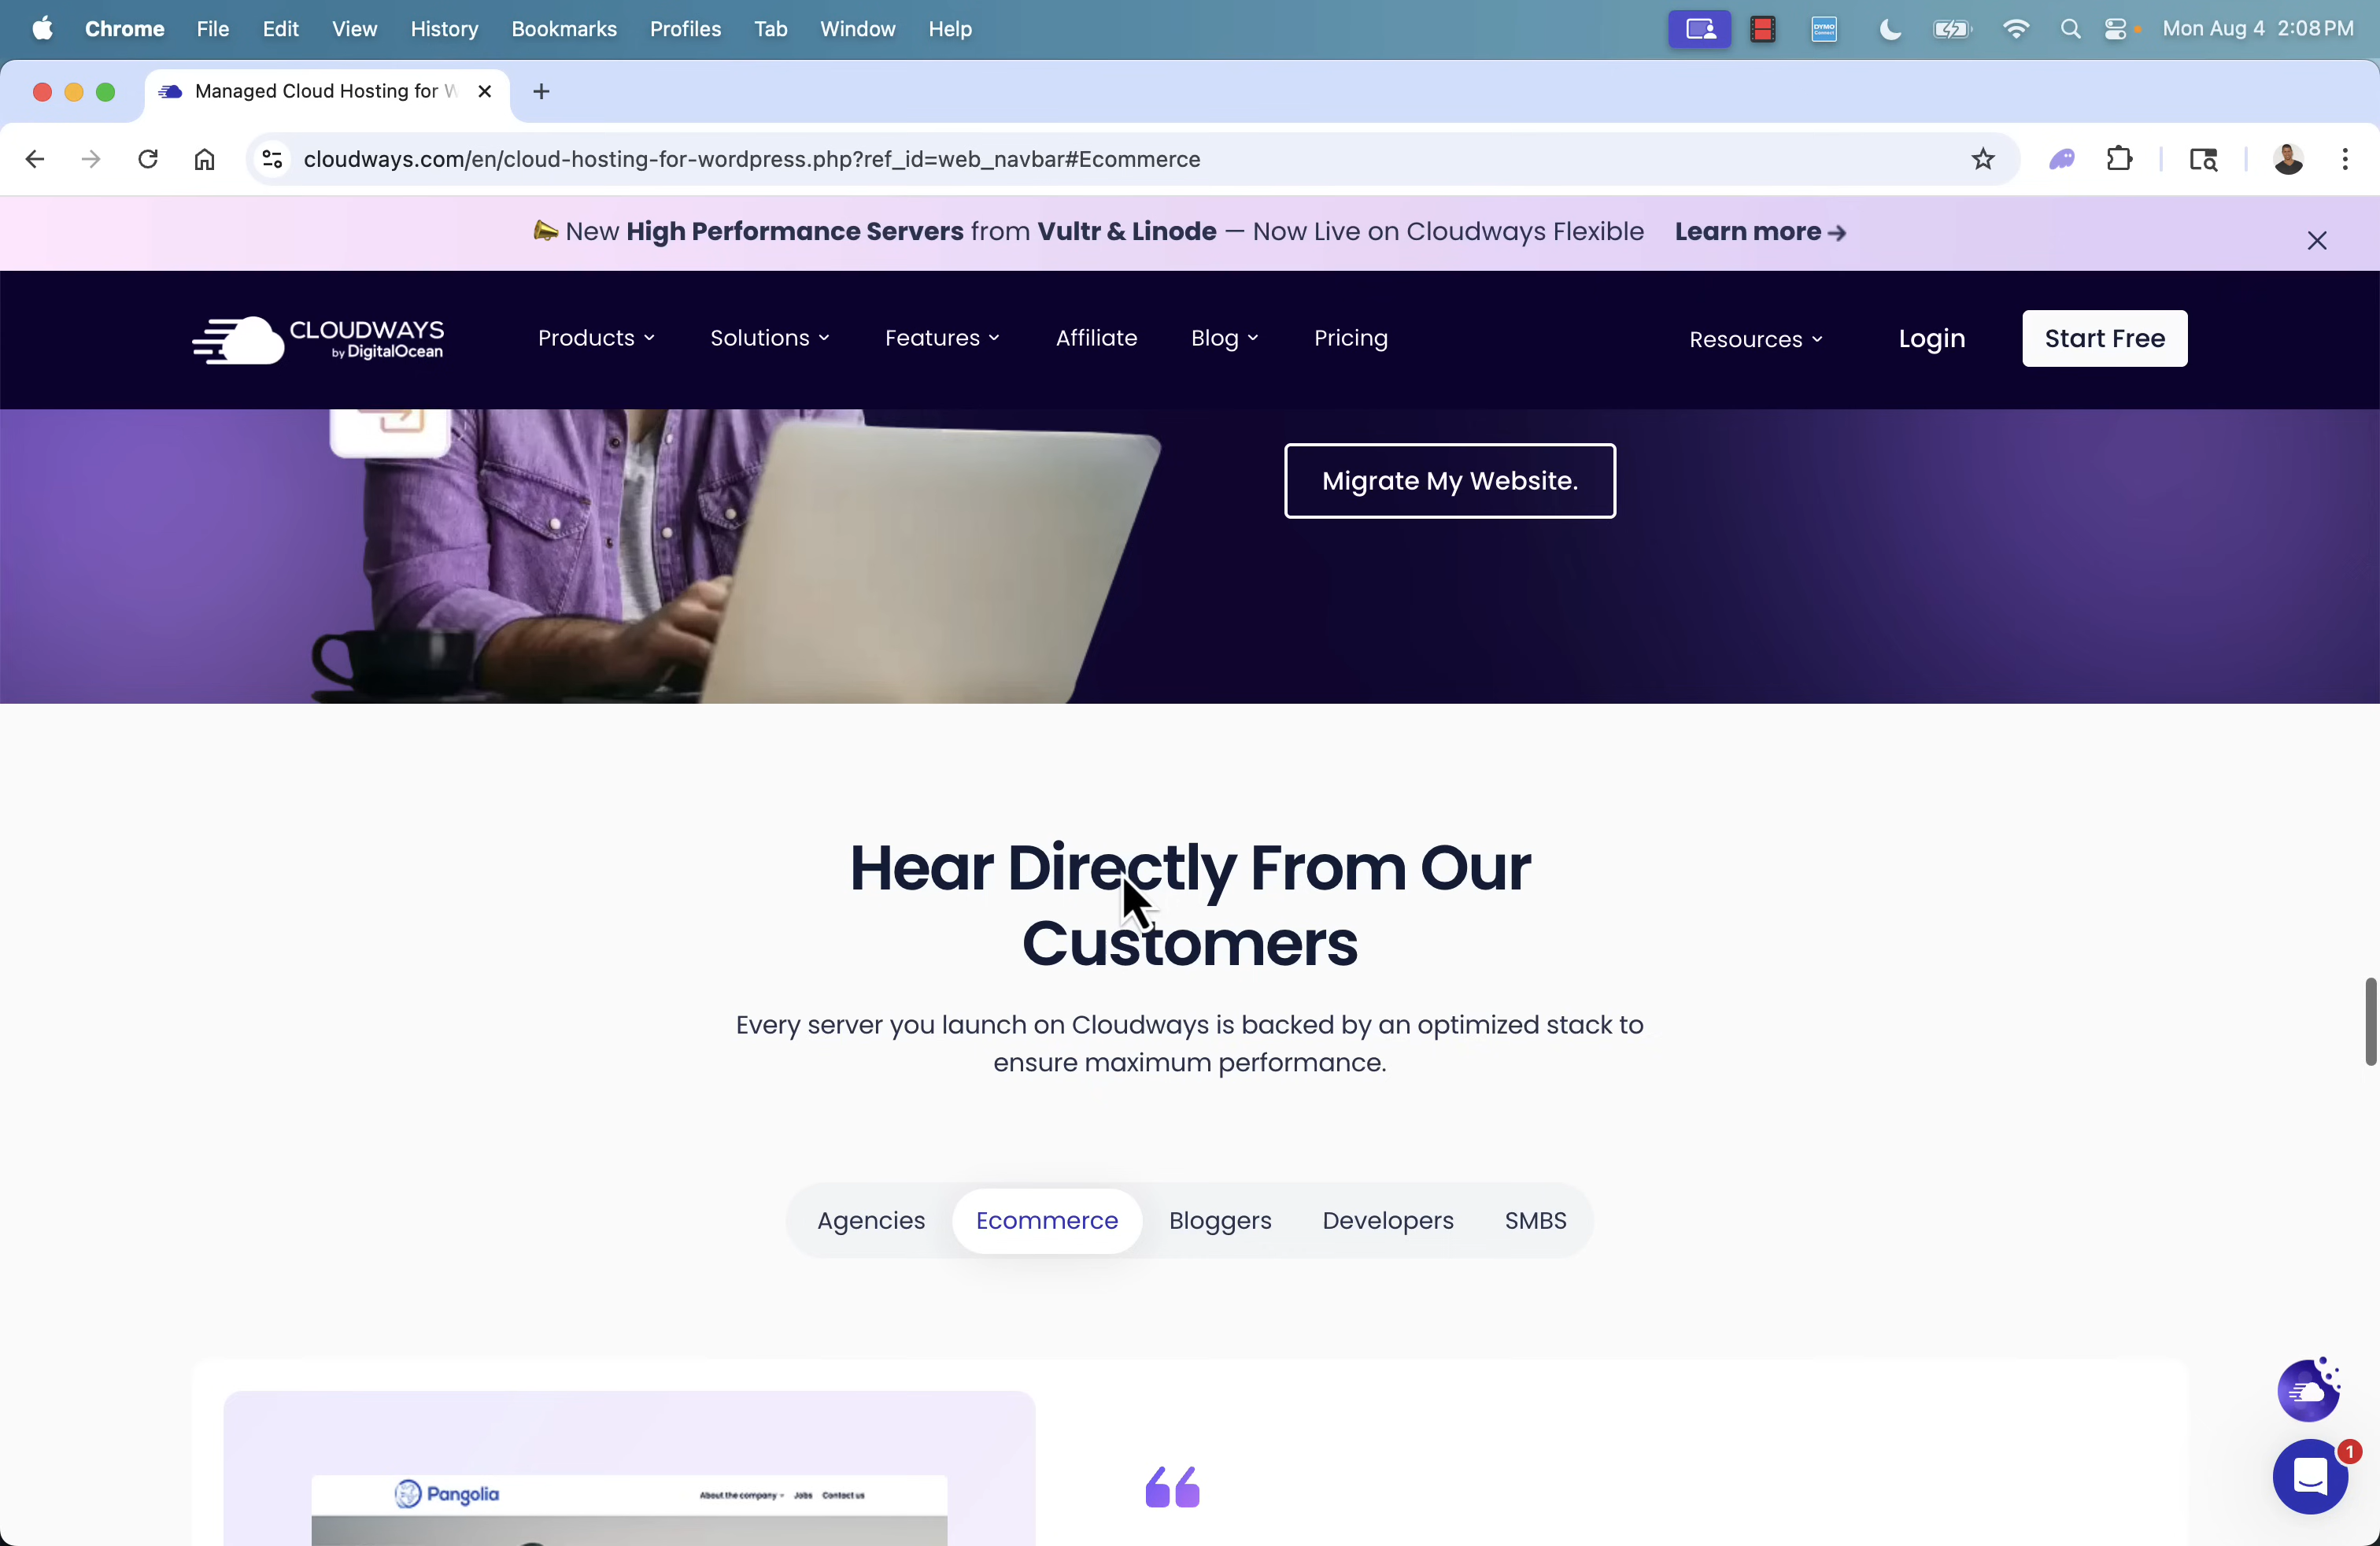 Chrome File Edit View History Bookmarks Profiles Tab Window Help
DYMO
Connect
Mon Aug 4 2:08 PM
Managed Cloud Hosting for W
cloudways.com/en/cloud-hosting-for-wordpress.php?ref_id=web_navbar#Ecommerce
New High Performance Servers from Vultr & Linode — Now Live on Cloudways Flexible Learn more →
CLOUDWAYS
by DigitalOcean
Products Solutions Features Affiliate Blog Pricing Resources Login Start Free
Migrate My Website.
Hear Directly From Our
Customers
Every server you launch on Cloudways is backed by an optimized stack to
ensure maximum performance.
Agencies Ecommerce Bloggers Developers SMBS
Pangolia About the company Jobs Contact us
1